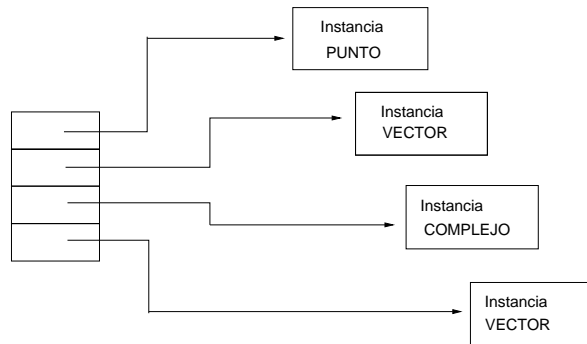 Instancia
PUNTO
Instancia
VECTOR
Instancia
COMPLEJO
Instancia
VECTOR